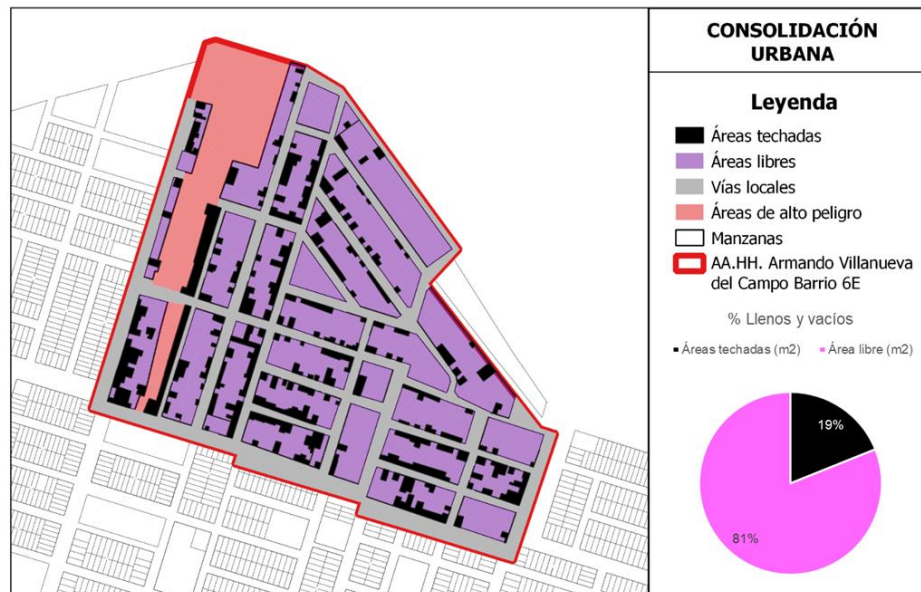 CONSOLIDACIÓN
URBANA
Leyenda
Áreas techadas
Áreas libres
Vías locales
Áreas de alto peligro
Manzanas
AA.HH. Armando Villanueva
del Campo Barrio 6E
% Llenos y vacíos
Áreas techadas (m2) Área libre (m2)
19%
81%